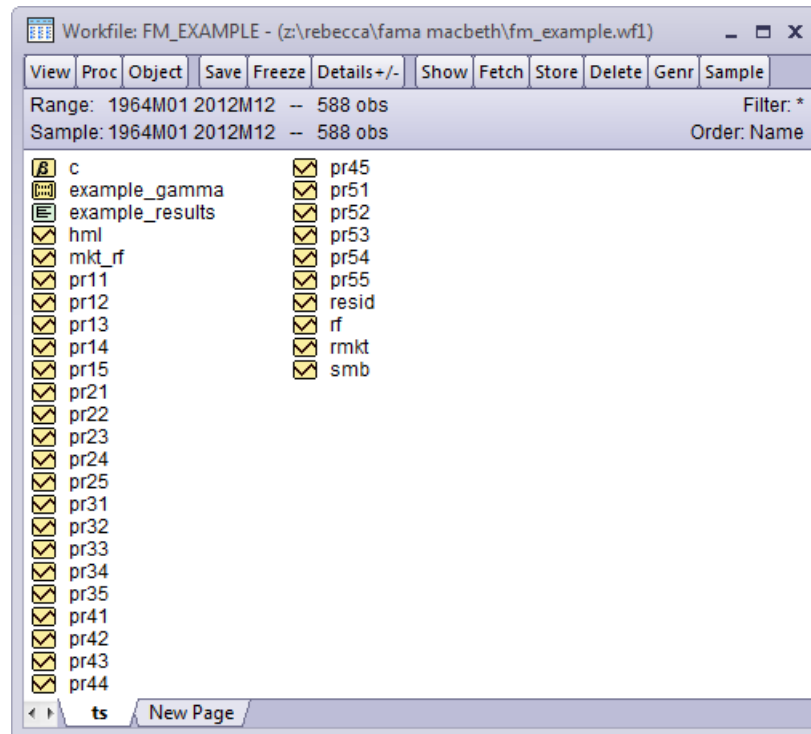 Workfile: FM_EXAMPLE - (z:\rebecca\fama macbeth\fm_example.wf1)
View Proc Object Save Freeze Details+/- Show Fetch Store Delete Genr Sample
Range: 1964M01 2012M12 -- 588 obs Filter: *
Sample: 1964M01 2012M12 -- 588 obs Order: Name
β c
example_gamma
example_results
hml
mkt_rf
pr11
pr12
pr13
pr14
pr15
pr21
pr22
pr23
pr24
pr25
pr31
pr32
pr33
pr34
pr35
pr41
pr42
pr43
pr44
pr45
pr51
pr52
pr53
pr54
pr55
resid
rf
rmkt
smb
ts New Page